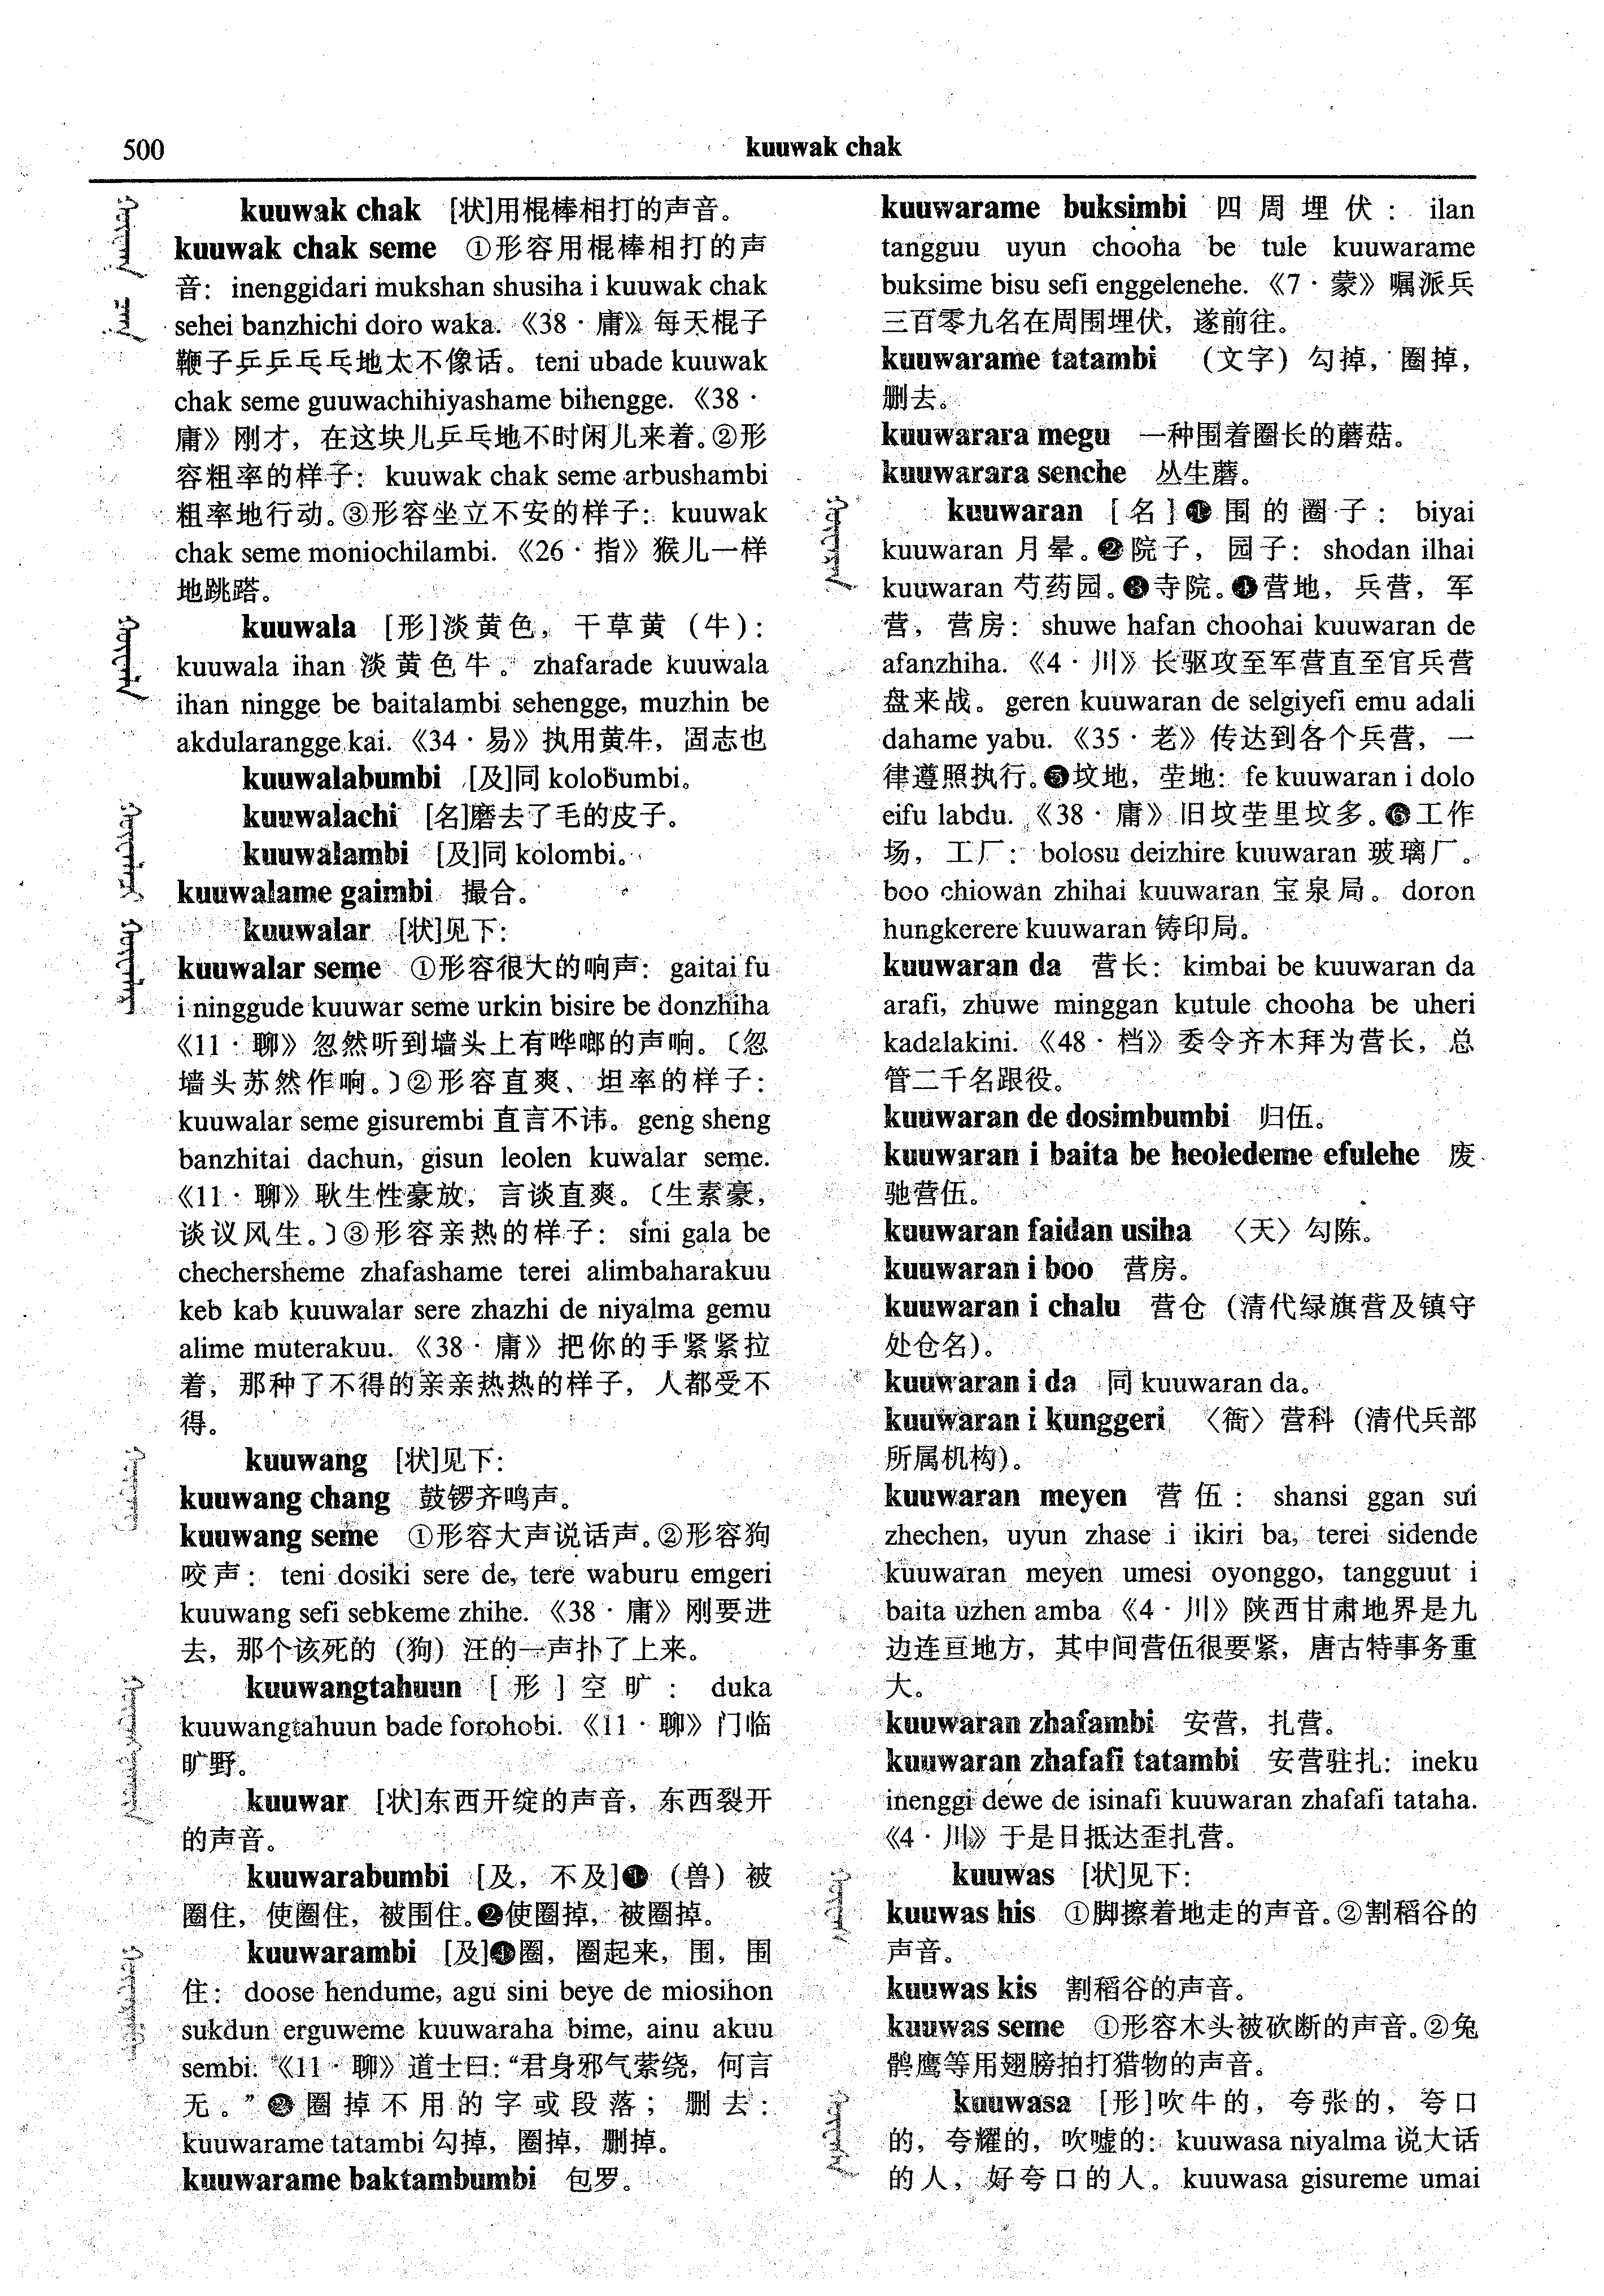 500
kuuwak chak
kuuwak chak [状]用棍棒相打的声音。
kuuwak chak seme ①形容用棍棒相打的声
音：inenggidari mukshan shusiha i kuuwak chak
sehei banzhichi doro waka.《38·庸》每天棍子
鞭子乒乒乓乓地太不像话。teni ubade kuuwak
chak seme guuwachihiyashame bihengge.《38·
庸》刚才，在这块儿乒乓地不时闲儿来着。②形
容粗率的样子：kuuwak chak seme arbushambi
粗率地行动。③形容坐立不安的样子：kuuwak
chak seme moniochilambi.《26·指》猴儿一样
地跳跶。
kuuwala [形]淡黄色，干草黄（牛）：
kuuwala ihan 淡黄色牛。zhafarade kuuwala
ihan ningge be baitalambi sehengge, muzhin be
akdularangge kai.《34·易》执用黄牛，固志也
kuuwalabumbi [及]同 kolobumbi。
kuuwalachi [名]磨去了毛的皮子。
kuuwalambi [及]同 kolombi。
kuuwalame gaimbi 撮合。
kuuwalar [状]见下：
kuuwalar seme ①形容很大的响声：gaitai fu
i ninggude kuuwar seme urkin bisire be donzhiha
《11·聊》忽然听到墙头上有哗啷的声响。〔忽
墙头苏然作响。〕②形容直爽、坦率的样子：
kuuwalar seme gisurembi 直言不讳。geng sheng
banzhitai dachun, gisun leolen kuwalar seme.
《11·聊》耿生性豪放，言谈直爽。〔生素豪，
谈议风生。〕③形容亲热的样子：sini gala be
chechersheme zhafashame terei alimbaharakuu
keb kab kuuwalar sere zhazhi de niyalma gemu
alime muterakuu.《38·庸》把你的手紧紧拉
着，那种了不得的亲亲热热的样子，人都受不
得。
kuuwang [状]见下：
kuuwang chang 鼓锣齐鸣声。
kuuwang seme ①形容大声说话声。②形容狗
咬声：teni dosiki sere de, tere waburu emgeri
kuuwang sefi sebkeme zhihe.《38·庸》刚要进
去，那个该死的（狗）汪的一声扑了上来。
kuuwangtahuun [形]空旷：duka
kuuwangtahuun bade forohobi.《11·聊》门临
旷野。
kuuwar [状]东西开绽的声音，东西裂开
的声音。
kuuwarabumbi [及，不及]❶（兽）被
圈住，使圈住，被围住。❷使圈掉，被圈掉。
kuuwarambi [及]❶圈，圈起来，围，围
住：doose hendume, agu sini beye de miosihon
sukdun erguweme kuuwaraha bime, ainu akuu
sembi.《11·聊》道士曰：“君身邪气萦绕，何言
无。”❷圈掉不用的字或段落；删去：
kuuwarame tatambi 勾掉，圈掉，删掉。
kuuwarame baktambumbi 包罗。
kuuwarame buksimbi 四周埋伏：ilan
tangguu uyun chooha be tule kuuwarame
buksime bisu sefi enggelenehe.《7·蒙》嘱派兵
三百零九名在周围埋伏，遂前往。
kuuwarame tatambi （文字）勾掉，圈掉，
删去。
kuuwarara megu 一种围着圈长的蘑菇。
kuuwarara senche 丛生蘑。
kuuwaran [名]❶围的圈子：biyai
kuuwaran 月晕。❷院子，园子：shodan ilhai
kuuwaran 芍药园。❸寺院。❹营地，兵营，军
营，营房：shuwe hafan choohai kuuwaran de
afanzhiha.《4·川》长驱攻至军营直至官兵营
盘来战。geren kuuwaran de selgiyefi emu adali
dahame yabu.《35·老》传达到各个兵营，一
律遵照执行。❺坟地，茔地：fe kuuwaran i dolo
eifu labdu.《38·庸》旧坟茔里坟多。❻工作
场，工厂：bolosu deizhire kuuwaran 玻璃厂。
boo chiowan zhihai kuuwaran 宝泉局。doron
hungkerere kuuwaran 铸印局。
kuuwaran da 营长：kimbai be kuuwaran da
arafi, zhuwe minggan kutule chooha be uheri
kadalakini.《48·档》委令齐木拜为营长，总
管二千名跟役。
kuuwaran de dosimbumbi 归伍。
kuuwaran i baita be heoledeme efulehe 废
驰营伍。
kuuwaran faidan usiha 〈天〉勾陈。
kuuwaran i boo 营房。
kuuwaran i chalu 营仓（清代绿旗营及镇守
处仓名）。
kuuwaran i da 同 kuuwaran da。
kuuwaran i kunggeri 〈衙〉营科（清代兵部
所属机构）。
kuuwaran meyen 营伍：shansi ggan sui
zhechen, uyun zhase i ikiri ba, terei sidende
kuuwaran meyen umesi oyonggo, tangguut i
baita uzhen amba《4·川》陕西甘肃地界是九
边连亘地方，其中间营伍很要紧，唐古特事务重
大。
kuuwaran zhafambi 安营，扎营。
kuuwaran zhafafi tatambi 安营驻扎：ineku
inenggi dewe de isinafi kuuwaran zhafafi tataha.
《4·川》于是日抵达歪扎营。
kuuwas [状]见下：
kuuwas his ①脚擦着地走的声音。②割稻谷的
声音。
kuuwas kis 割稻谷的声音。
kuuwas seme ①形容木头被砍断的声音。②兔
鹘鹰等用翅膀拍打猎物的声音。
kuuwasa [形]吹牛的，夸张的，夸口
的，夸耀的，吹嘘的：kuuwasa niyalma 说大话
的人，好夸口的人。kuuwasa gisureme umai